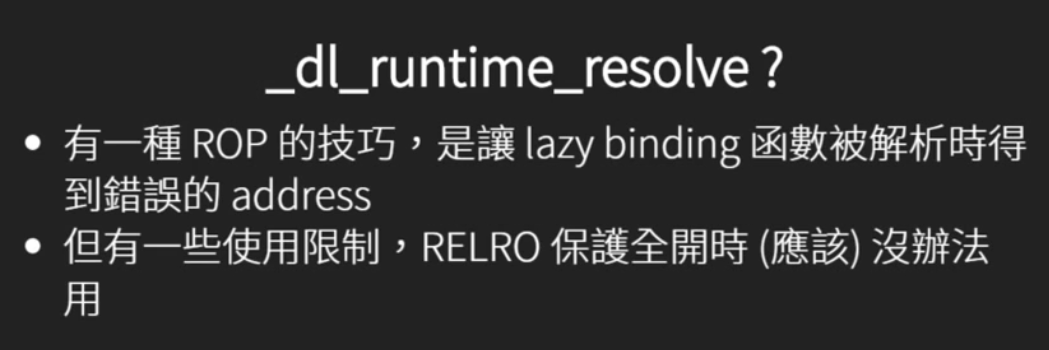 _dl_runtime_resolve ?
• 有一種 ROP 的技巧，是讓 lazy binding 函數被解析時得
到錯誤的 address
• 但有一些使用限制，RELRO 保護全開時 (應該) 沒辦法
用